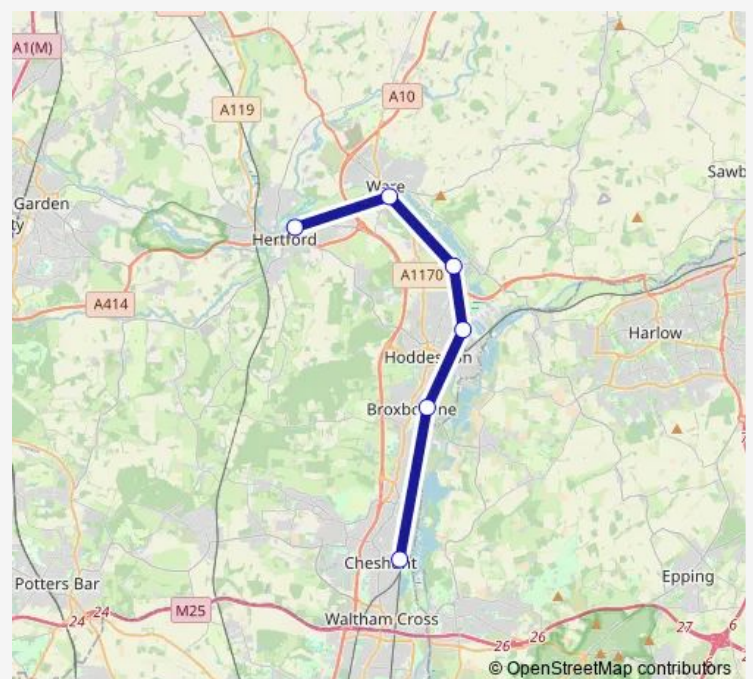 A1(M)
A10
A119
Sawb
Ware
Garden
ty
Hertford
A1170
A414
Harlow
Hoddesdon
Broxbourne
Cheshunt
Potters Bar
Epping
M25
24
24
Waltham Cross
26
26
27
6
© OpenStreetMap contributors